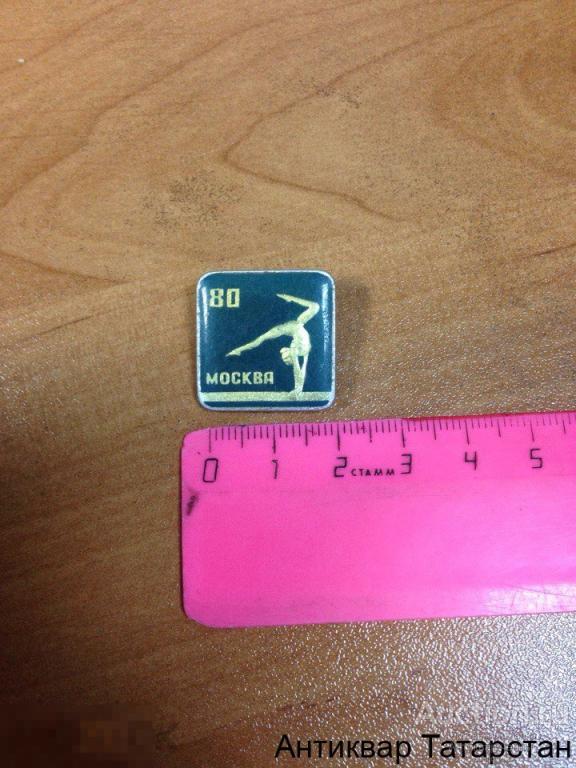 80
МОСКВА
0 1 2 СТАММ 3 4 5
Антиквар Татарстан